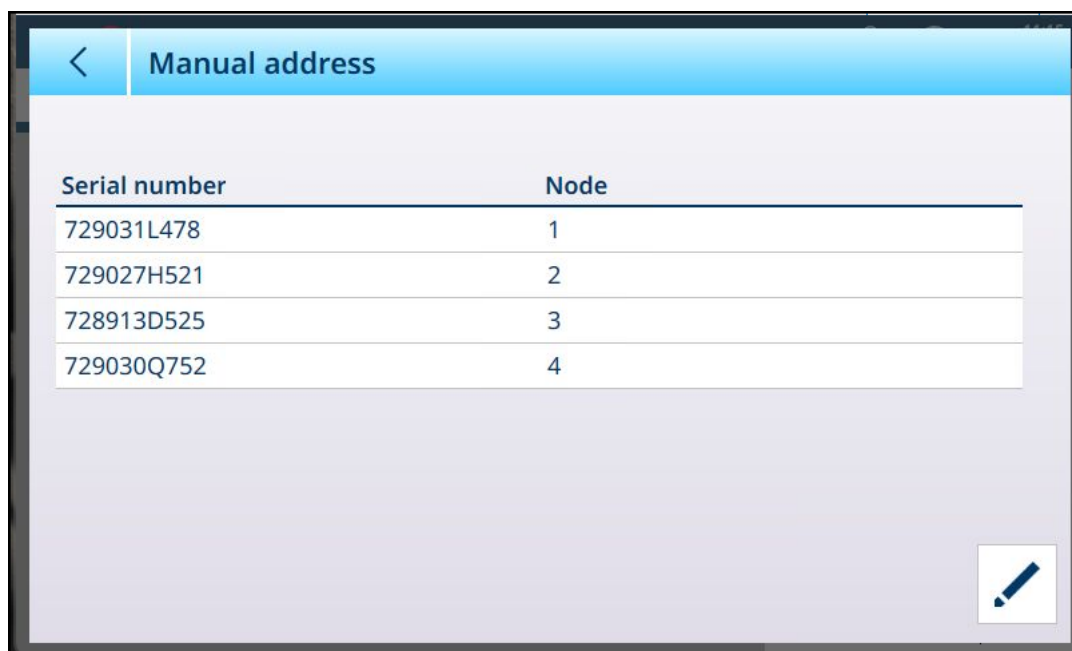 Manual address
Serial number Node
729031L478 1
729027H521 2
728913D525 3
729030Q752 4